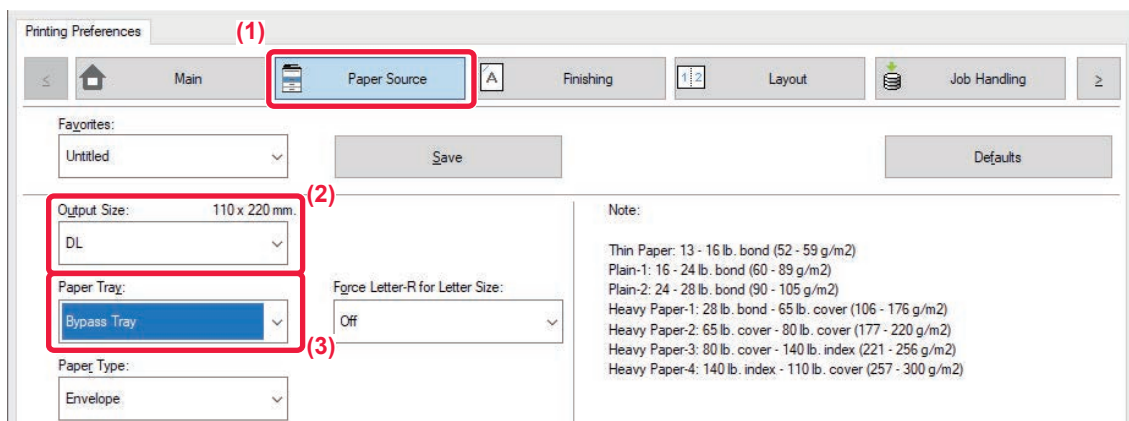 Printing Preferences
(1)
≤
Main
Paper Source
A
Finishing
1 2
Layout
Job Handling
≥
Favorites:
Untitled
Save
Defaults
(2)
Output Size: 110 x 220 mm.
DL
Paper Tray:
Bypass Tray
(3)
Force Letter-R for Letter Size:
Off
Paper Type:
Envelope
Note:
Thin Paper: 13 - 16 lb. bond (52 - 59 g/m2)
Plain-1: 16 - 24 lb. bond (60 - 89 g/m2)
Plain-2: 24 - 28 lb. bond (90 - 105 g/m2)
Heavy Paper-1: 28 lb. bond - 65 lb. cover (106 - 176 g/m2)
Heavy Paper-2: 65 lb. cover - 80 lb. cover (177 - 220 g/m2)
Heavy Paper-3: 80 lb. cover - 140 lb. index (221 - 256 g/m2)
Heavy Paper-4: 140 lb. index - 110 lb. cover (257 - 300 g/m2)